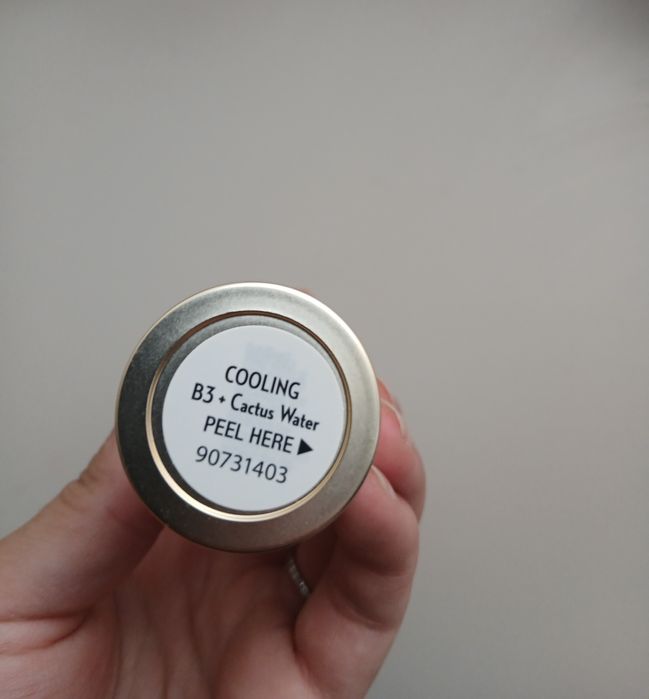 COOLING
B3 + Cactus Water
PEEL HERE ▶
90731403